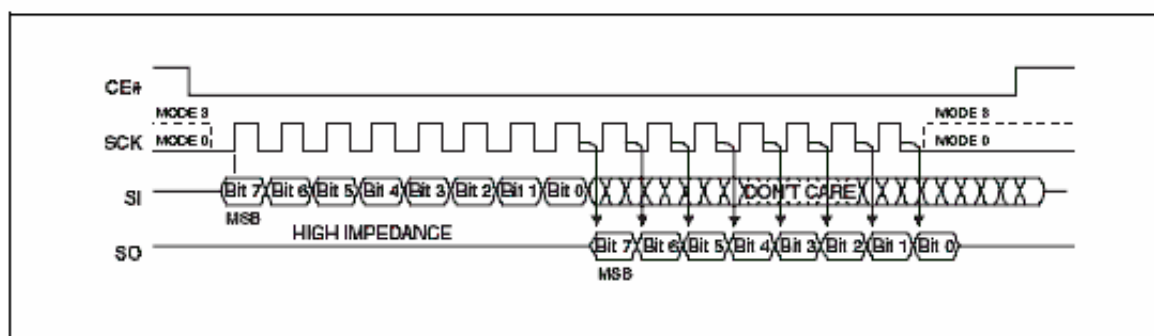 CE#
MODE 3 MODE 3
SCK MODE 0 MODE 0
SI Bit 7 Bit 6 Bit 5 Bit 4 Bit 3 Bit 2 Bit 1 Bit 0 DON'T CARE
MSB
HIGH IMPEDANCE
SO Bit 7 Bit 6 Bit 5 Bit 4 Bit 3 Bit 2 Bit 1 Bit 0
MSB